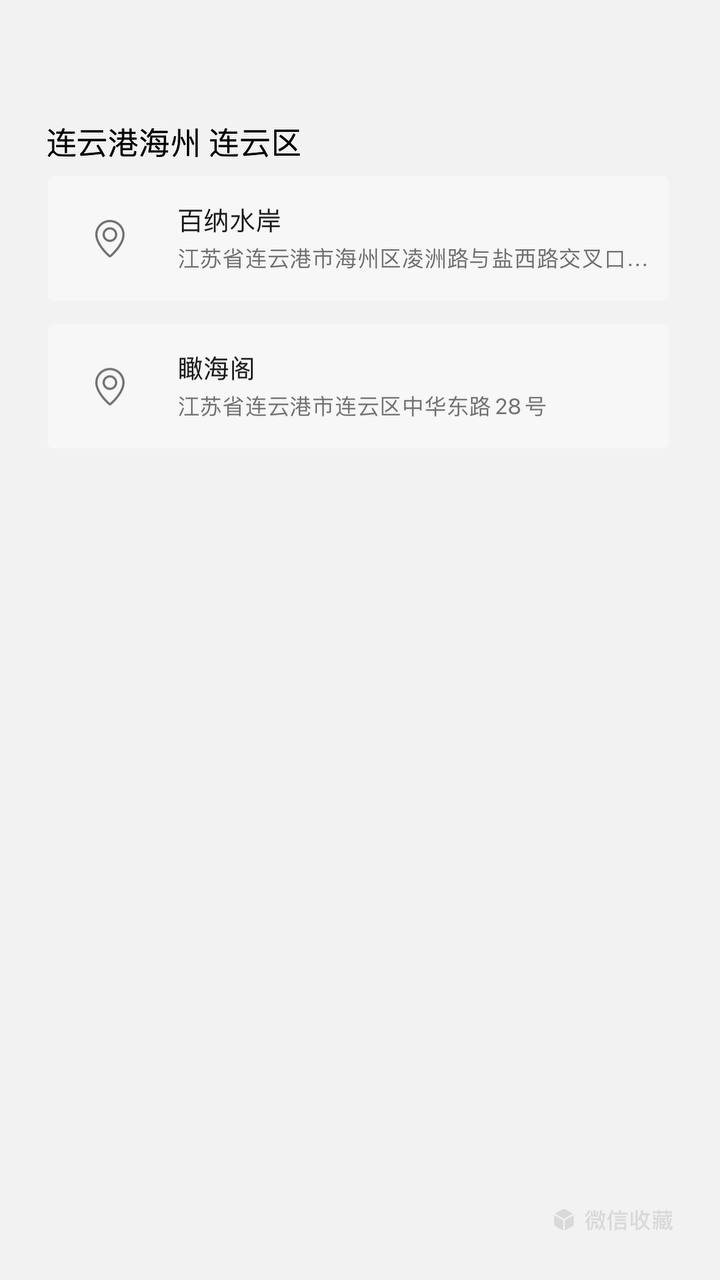 连云港海州 连云区
百纳水岸
江苏省连云港市海州区凌洲路与盐西路交叉口...
瞰海阁
江苏省连云港市连云区中华东路28号
微信收藏